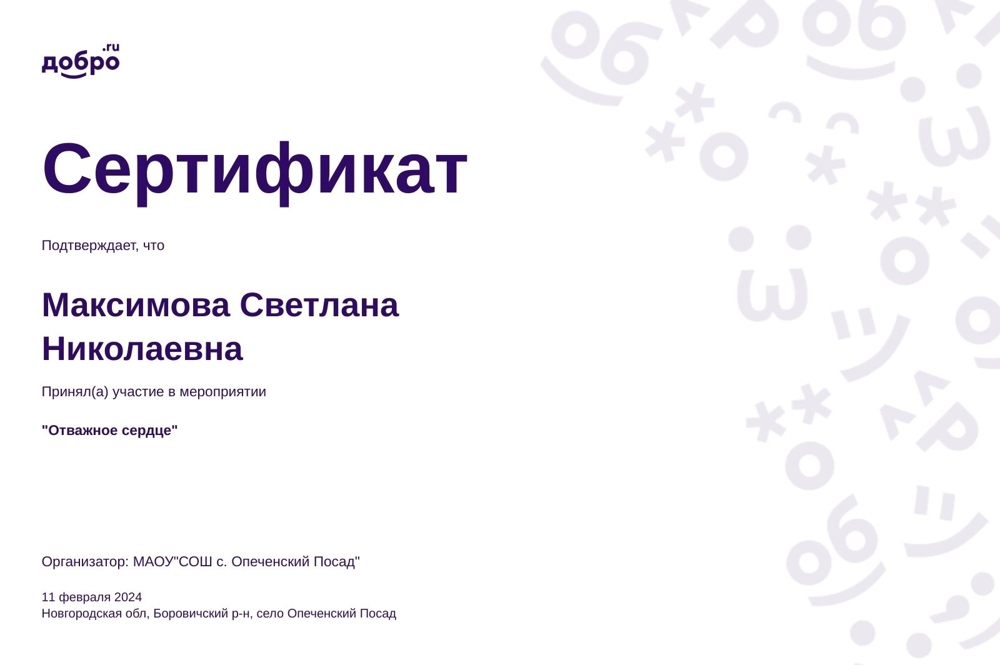 добро.ru
Сертификат
Подтверждает, что
Максимова Светлана
Николаевна
Принял(а) участие в мероприятии
"Отважное сердце"
Организатор: МАОУ"СОШ с. Опеченский Посад"
11 февраля 2024
Новгородская обл, Боровичский р-н, село Опеченский Посад